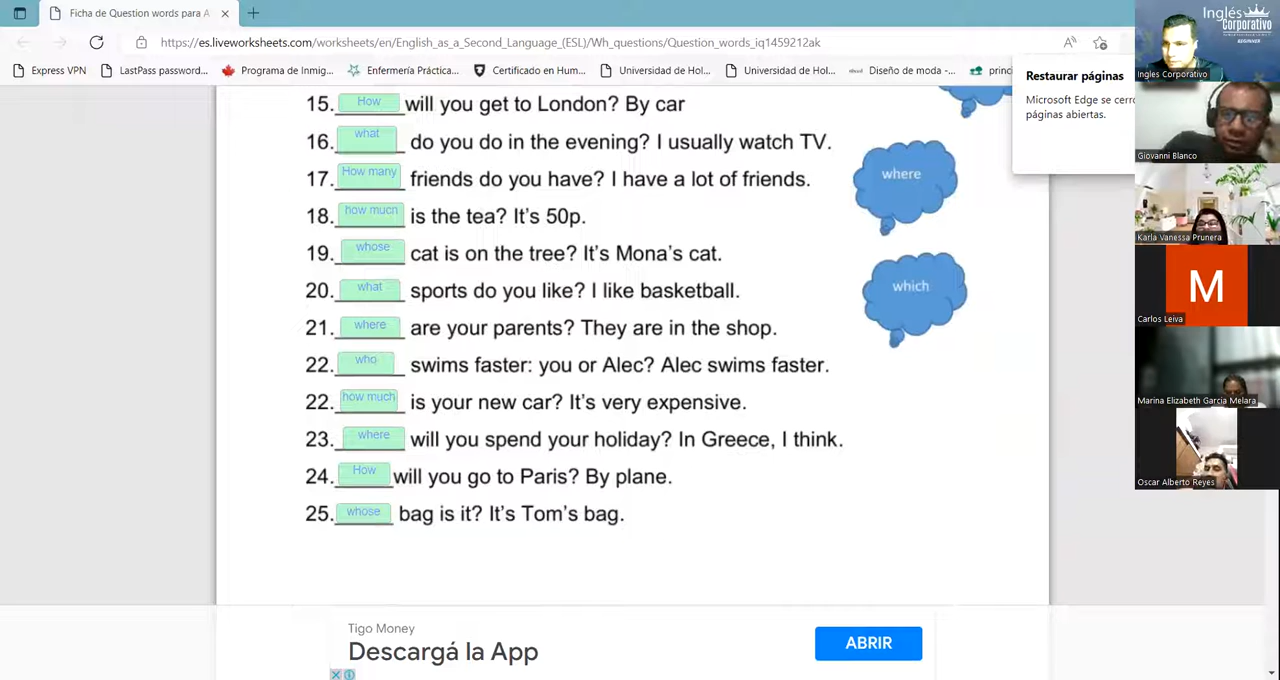 Ficha de Question words para A
https://es.liveworksheets.com/worksheets/en/English_as_a_Second_Language_(ESL)/Wh_questions/Question_words_iq1459212ak
Express VPN
LastPass password...
Programa de Inmig...
Enfermería Práctica...
Certificado en Hum...
Universidad de Hol...
Universidad de Hol...
Diseño de moda -...
princi
Restaurar páginas
Microsoft Edge se cerró
páginas abiertas.
15. How will you get to London? By car
16. what do you do in the evening? I usually watch TV.
17. How many friends do you have? I have a lot of friends.
18. how much is the tea? It's 50p.
19. whose cat is on the tree? It's Mona's cat.
20. what sports do you like? I like basketball.
21. where are your parents? They are in the shop.
22. who swims faster: you or Alec? Alec swims faster.
22. how much is your new car? It's very expensive.
23. where will you spend your holiday? In Greece, I think.
24. How will you go to Paris? By plane.
25. whose bag is it? It's Tom's bag.
where
which
Tigo Money
Descargá la App
ABRIR
Inglés
Corporativo
BEGINNER
Ingles Corporativo
Giovanni Blanco
Karla Vanessa Prunera
M
Carlos Leiva
Marina Elizabeth Garcia Melara
Oscar Alberto Reyes